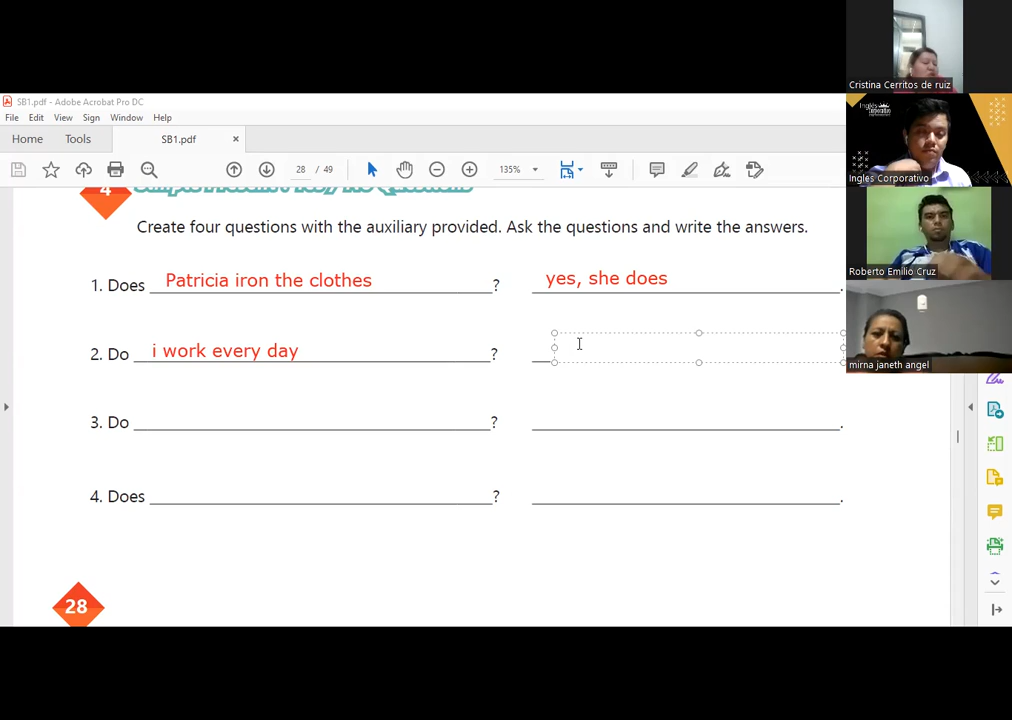 Cristina Cerritos de ruiz
SB1.pdf - Adobe Acrobat Pro DC
File Edit View Sign Window Help
Home Tools SB1.pdf ×
28 / 49 135%
Inglés Corporativo
Create four questions with the auxiliary provided. Ask the questions and write the answers.
Roberto Emilio Cruz
1. Does Patricia iron the clothes ? yes, she does .
2. Do i work every day ?
mirna janeth angel
3. Do ? .
4. Does ? .
28